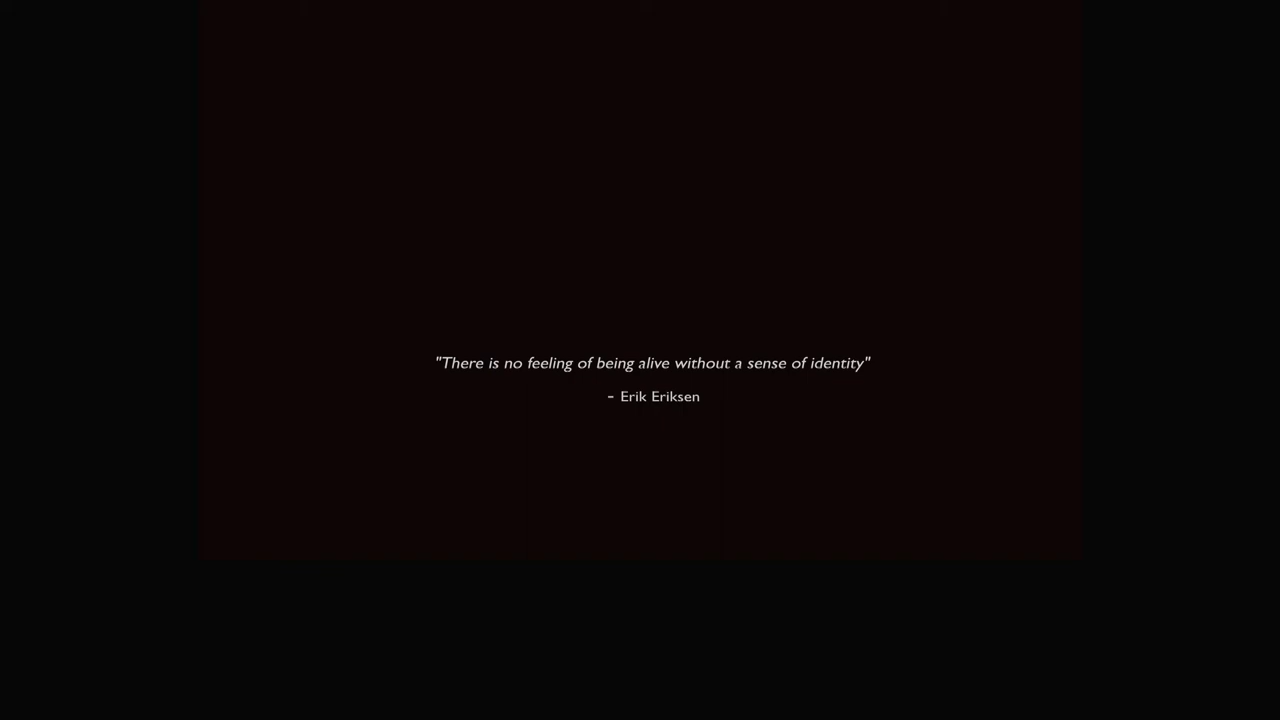 "There is no feeling of being alive without a sense of identity"
- Erik Eriksen